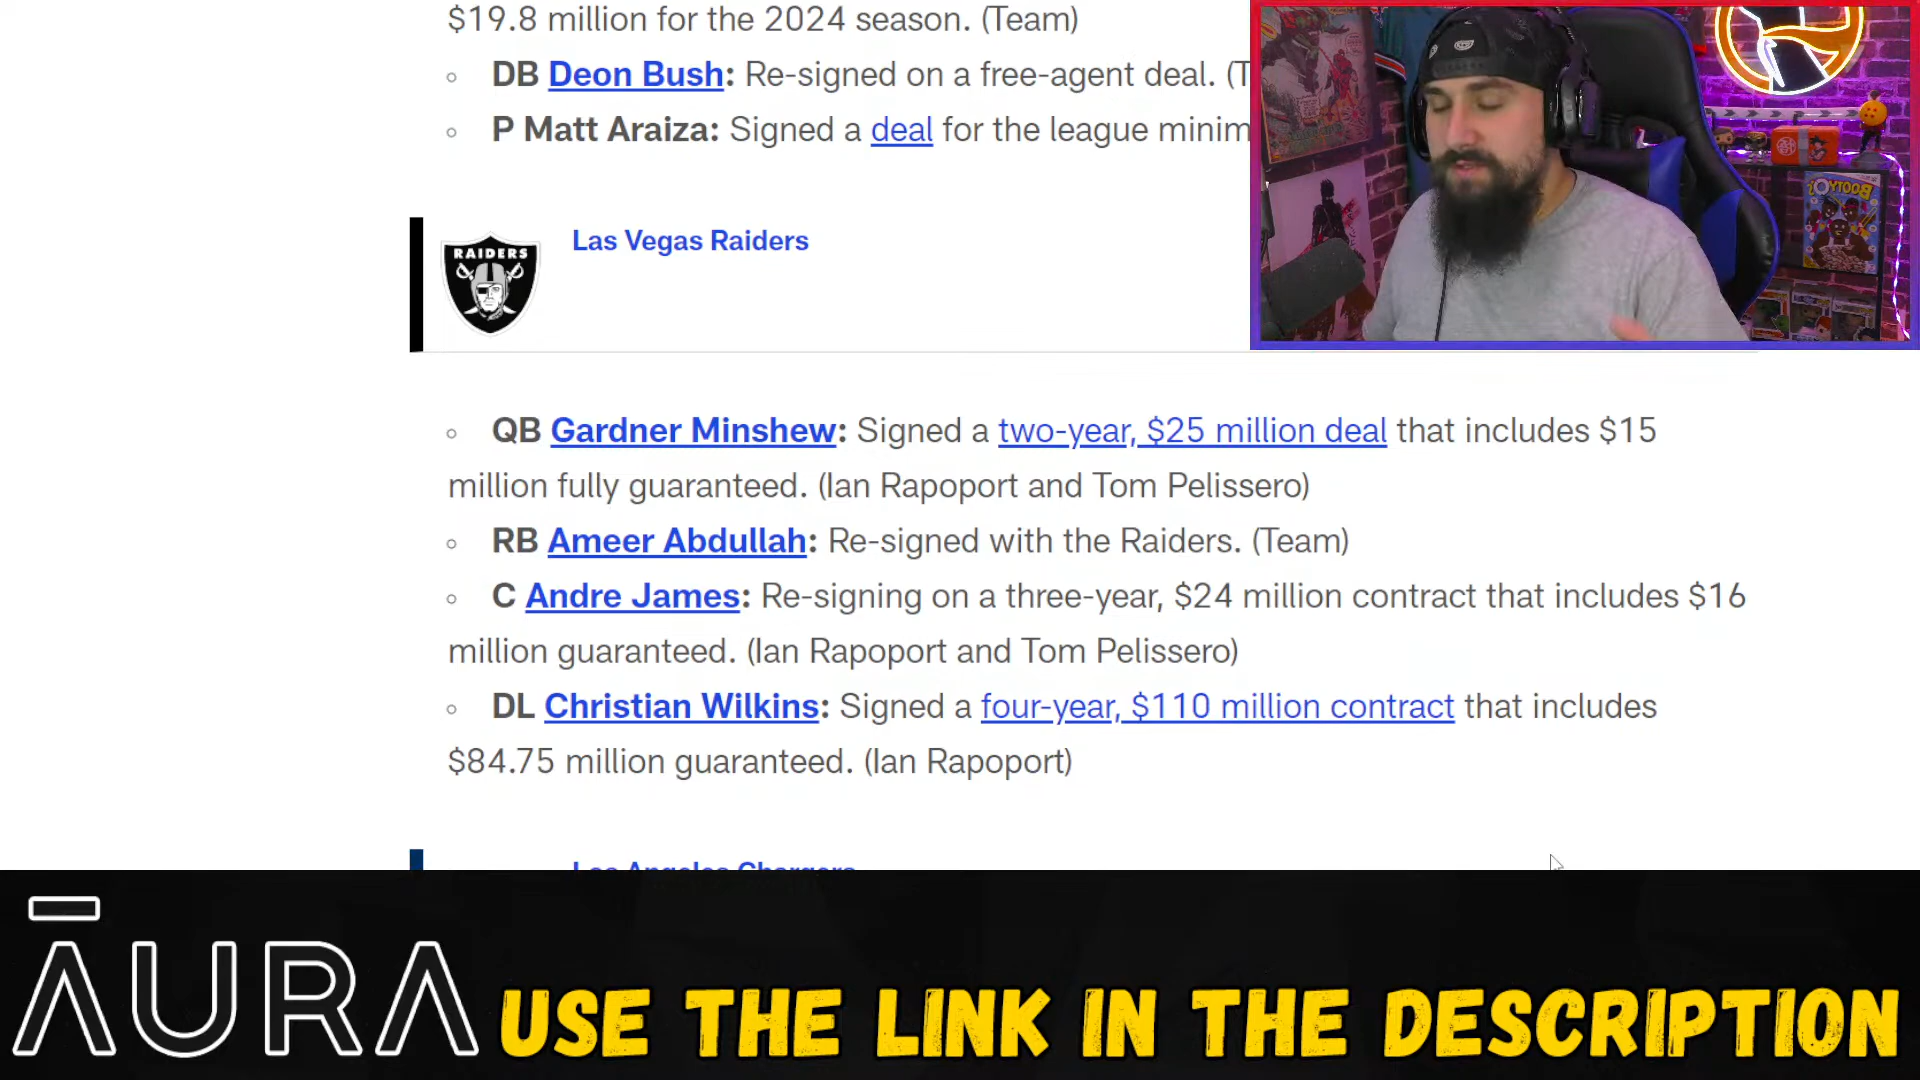 $19.8 million for the 2024 season. (Team)
DB Deon Bush: Re-signed on a free-agent deal. (T
P Matt Araiza: Signed a deal for the league minim
RAIDERS
Las Vegas Raiders
QB Gardner Minshew: Signed a two-year, $25 million deal that includes $15
million fully guaranteed. (Ian Rapoport and Tom Pelissero)
RB Ameer Abdullah: Re-signed with the Raiders. (Team)
C Andre James: Re-signing on a three-year, $24 million contract that includes $16
million guaranteed. (Ian Rapoport and Tom Pelissero)
DL Christian Wilkins: Signed a four-year, $110 million contract that includes
$84.75 million guaranteed. (Ian Rapoport)
Los Angeles Chargers
ĀURA USE THE LINK IN THE DESCRIPTION